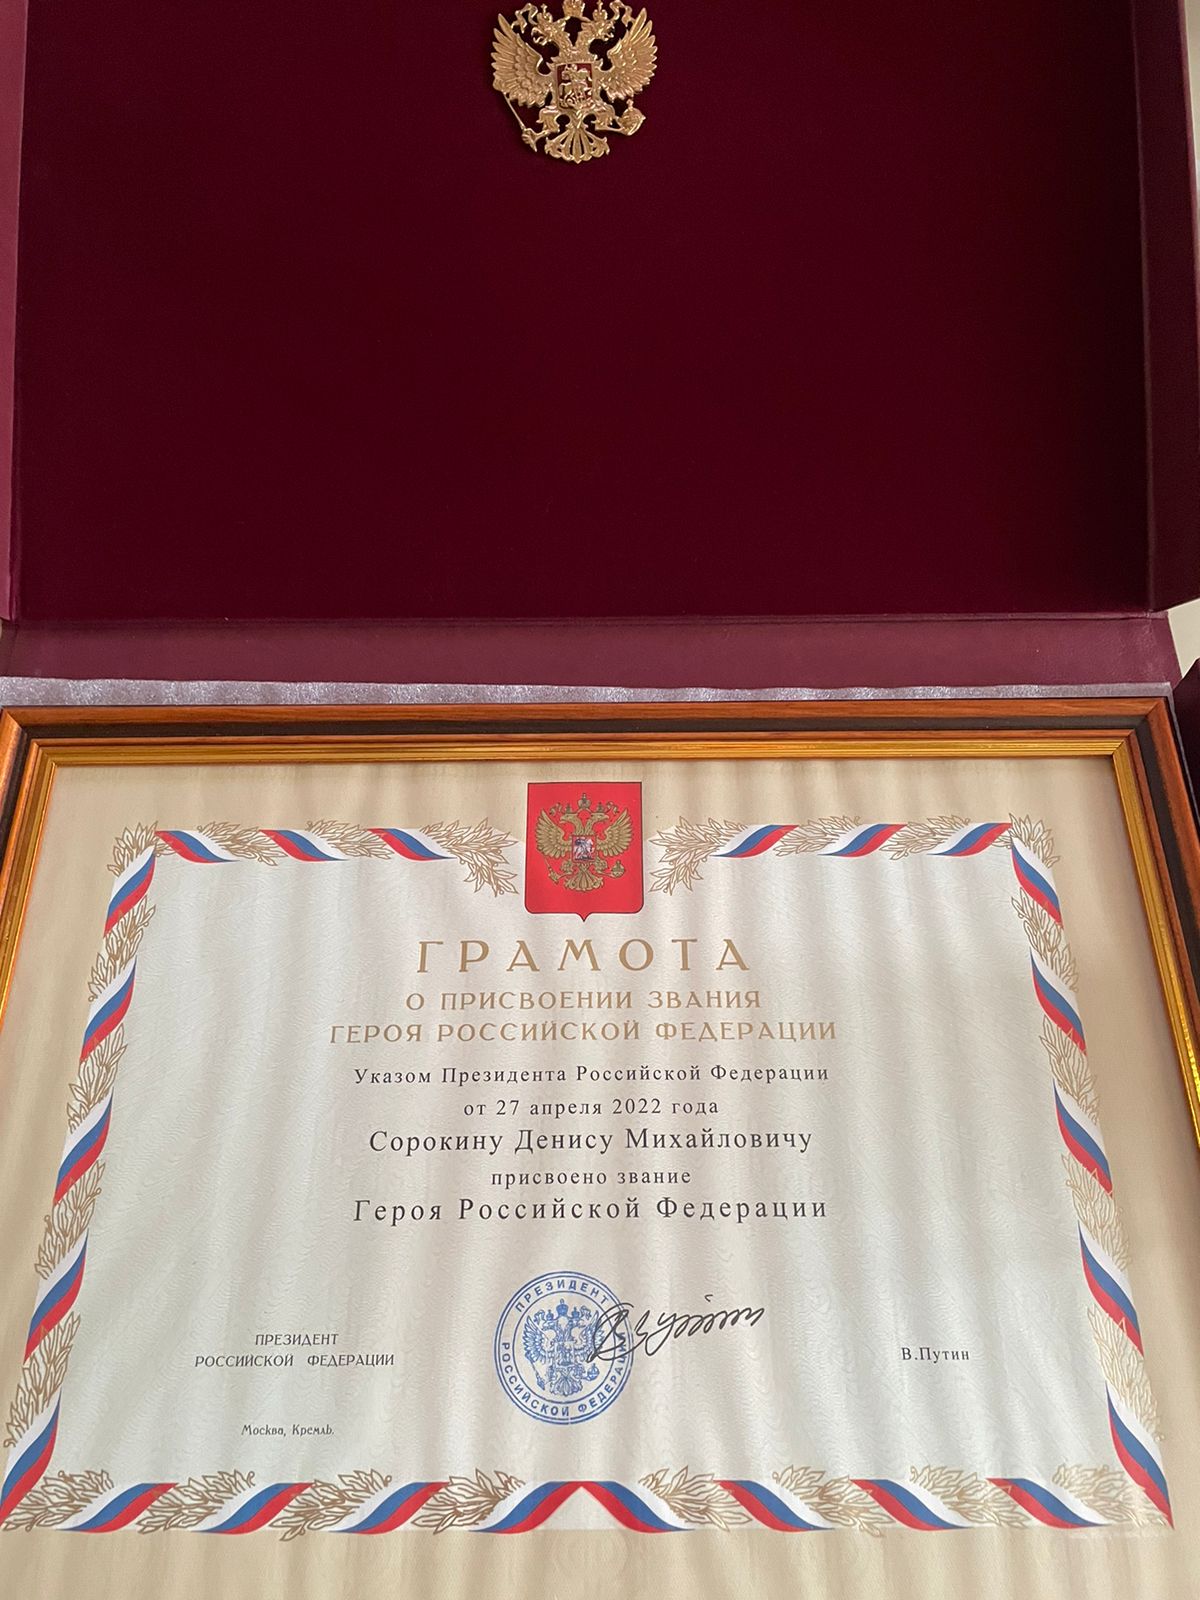 ГРАМОТА
О ПРИСВОЕНИИ ЗВАНИЯ
ГЕРОЯ РОССИЙСКОЙ ФЕДЕРАЦИИ
Указом Президента Российской Федерации
от 27 апреля 2022 года
Сорокину Денису Михайловичу
присвоено звание
Героя Российской Федерации
ПРЕЗИДЕНТ
РОССИЙСКОЙ ФЕДЕРАЦИИ
ПРЕЗИДЕНТ
РОССИЙСКОЙ ФЕДЕРАЦИИ
В.Путин
Москва, Кремль.